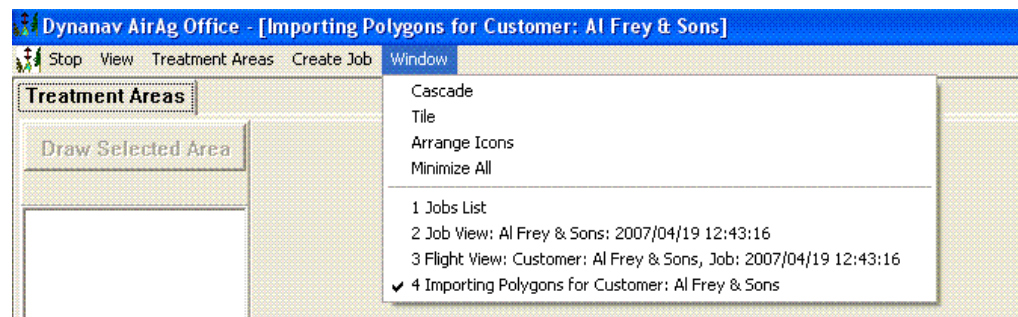 Dynanav AirAg Office - [Importing Polygons for Customer: Al Frey & Sons]
Stop View Treatment Areas Create Job Window
Treatment Areas
Draw Selected Area
Cascade
Tile
Arrange Icons
Minimize All
1 Jobs List
2 Job View: Al Frey & Sons: 2007/04/19 12:43:16
3 Flight View: Customer: Al Frey & Sons, Job: 2007/04/19 12:43:16
4 Importing Polygons for Customer: Al Frey & Sons